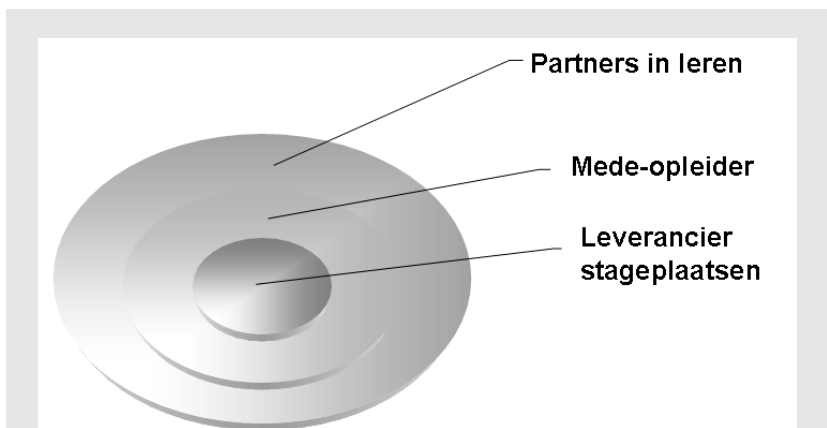 Partners in leren
Mede-opleider
Leverancier
stageplaatsen